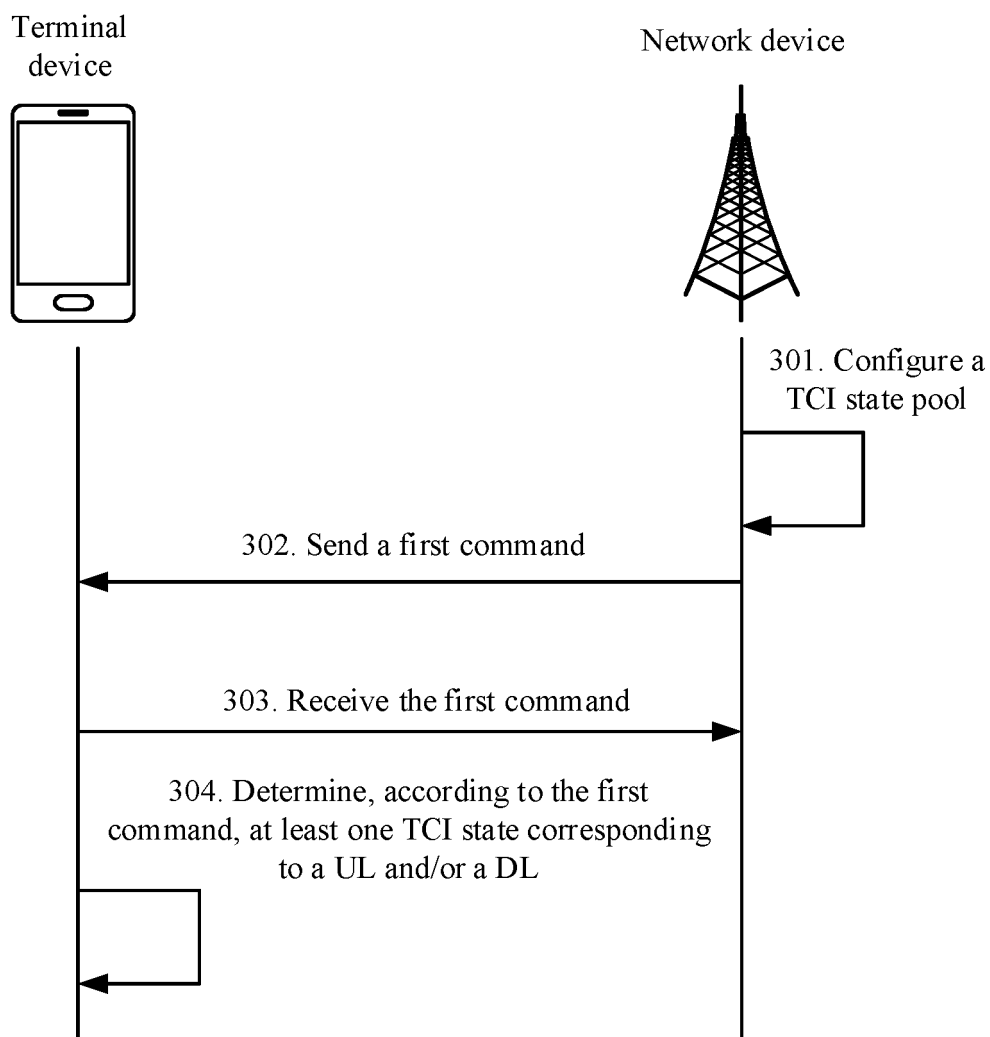 Terminal
device
Network device
301. Configure a
TCI state pool
302. Send a first command
303. Receive the first command
304. Determine, according to the first
command, at least one TCI state corresponding
to a UL and/or a DL